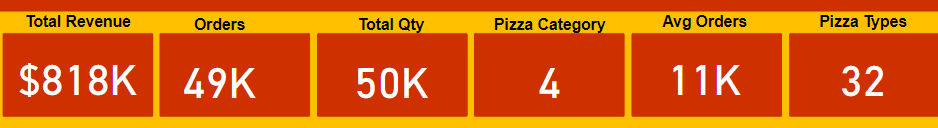 Total Revenue
Orders
Total Qty
Pizza Category
Avg Orders
Pizza Types
$818K
49K
50K
4
11K
32